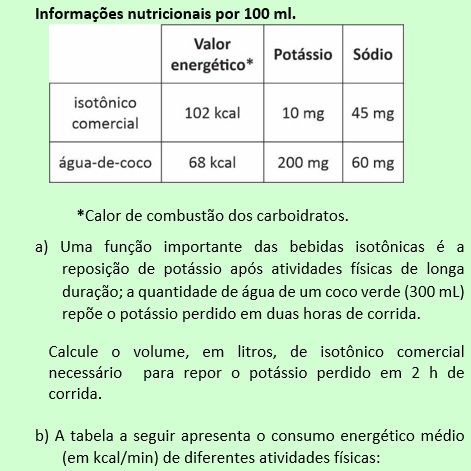 Informações nutricionais por 100 ml.
Valor energético* Potássio Sódio
isotônico comercial 102 kcal 10 mg 45 mg
água-de-coco 68 kcal 200 mg 60 mg
*Calor de combustão dos carboidratos.
a) Uma função importante das bebidas isotônicas é a
reposição de potássio após atividades físicas de longa
duração; a quantidade de água de um coco verde (300 mL)
repõe o potássio perdido em duas horas de corrida.
Calcule o volume, em litros, de isotônico comercial
necessário para repor o potássio perdido em 2 h de
corrida.
b) A tabela a seguir apresenta o consumo energético médio
(em kcal/min) de diferentes atividades físicas: